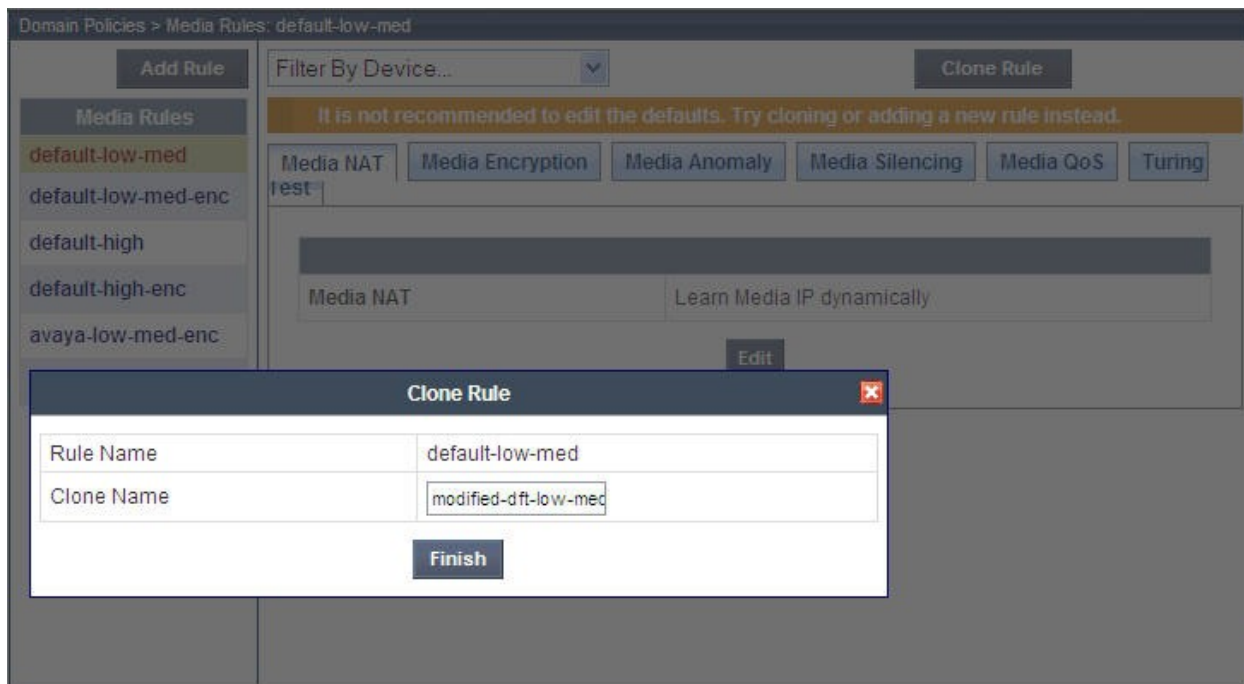 Domain Policies > Media Rules: default-low-med
Add Rule
Filter By Device...
Clone Rule
Media Rules
It is not recommended to edit the defaults. Try cloning or adding a new rule instead.
default-low-med
default-low-med-enc
default-high
default-high-enc
avaya-low-med-enc
Media NAT
Media Encryption
Media Anomaly
Media Silencing
Media QoS
Turing
Test
Media NAT
Learn Media IP dynamically
Edit
Clone Rule
Rule Name
default-low-med
Clone Name
modified-dft-low-med
Finish